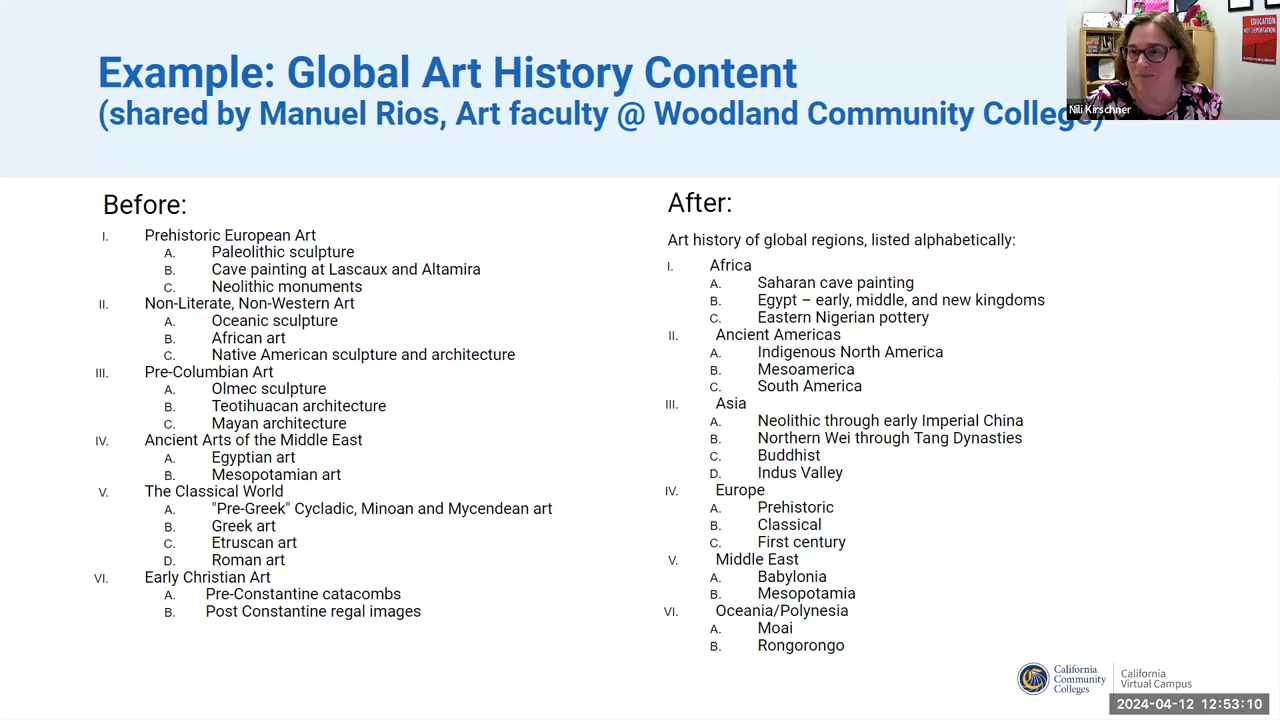 Example: Global Art History Content
(shared by Manuel Rios, Art faculty @ Woodland Community College)
EDUCATION
NOT DEPORTATION
Nili Kirschner
Before:
I. Prehistoric European Art
A. Paleolithic sculpture
B. Cave painting at Lascaux and Altamira
C. Neolithic monuments
II. Non-Literate, Non-Western Art
A. Oceanic sculpture
B. African art
C. Native American sculpture and architecture
III. Pre-Columbian Art
A. Olmec sculpture
B. Teotihuacan architecture
C. Mayan architecture
IV. Ancient Arts of the Middle East
A. Egyptian art
B. Mesopotamian art
V. The Classical World
A. "Pre-Greek" Cycladic, Minoan and Mycendean art
B. Greek art
C. Etruscan art
D. Roman art
VI. Early Christian Art
A. Pre-Constantine catacombs
B. Post Constantine regal images
After:
Art history of global regions, listed alphabetically:
I. Africa
A. Saharan cave painting
B. Egypt – early, middle, and new kingdoms
C. Eastern Nigerian pottery
II. Ancient Americas
A. Indigenous North America
B. Mesoamerica
C. South America
III. Asia
A. Neolithic through early Imperial China
B. Northern Wei through Tang Dynasties
C. Buddhist
D. Indus Valley
IV. Europe
A. Prehistoric
B. Classical
C. First century
V. Middle East
A. Babylonia
B. Mesopotamia
VI. Oceania/Polynesia
A. Moai
B. Rongorongo
California
Community
Colleges
California
Virtual Campus
2024-04-12 12:53:10